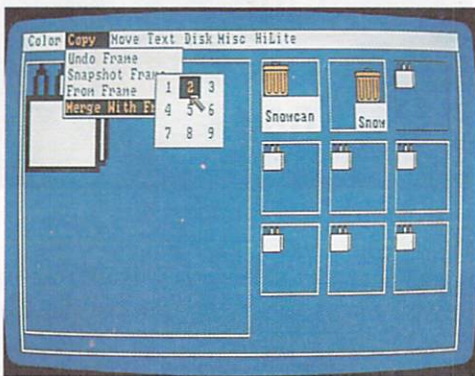 Color Copy Move Text Disk Misc HiLite
Undo Frame
Snapshot Fram
From Frame
Merge With Fr
1 2 3
4 5 6
7 8 9
Snowcan
Snow